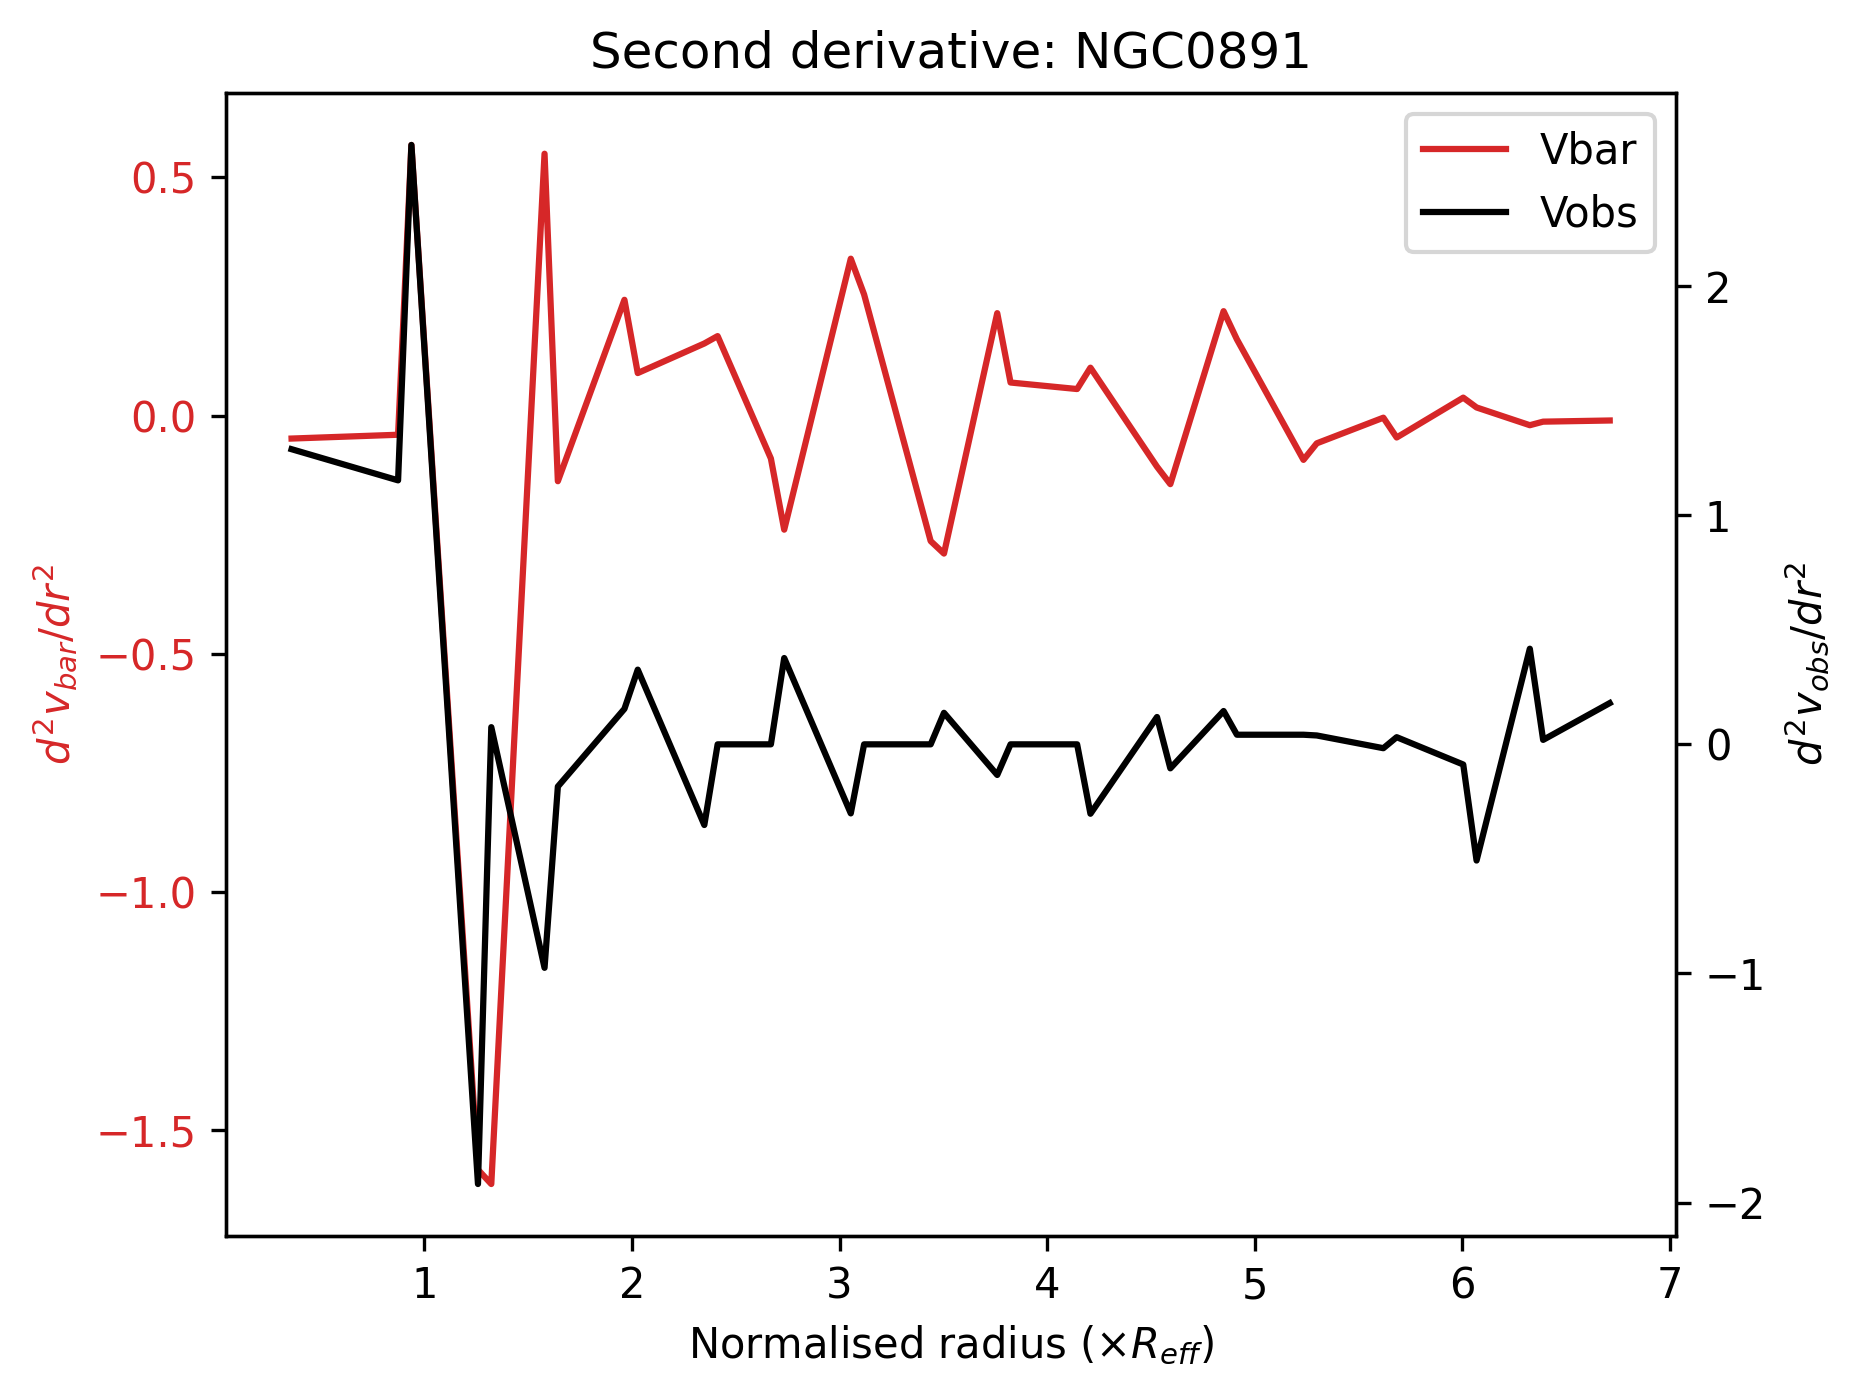 Second derivative: NGC0891
Vbar
Vobs
0.5
0.0
−0.5
−1.0
−1.5
d²v_bar/dr²
2
1
0
−1
−2
d²v_obs/dr²
1 2 3 4 5 6 7
Normalised radius (×R_eff)